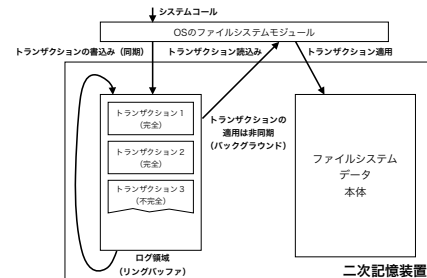 システムコール
OSのファイルシステムモジュール
トランザクションの書込み（同期）
トランザクション読込み
トランザクション適用
トランザクション1
（完全）
トランザクション2
（完全）
トランザクション3
（不完全）
トランザクションの
適用は非同期
（バックグラウンド）
ファイルシステム
データ
本体
ログ領域
（リングバッファ）
二次記憶装置